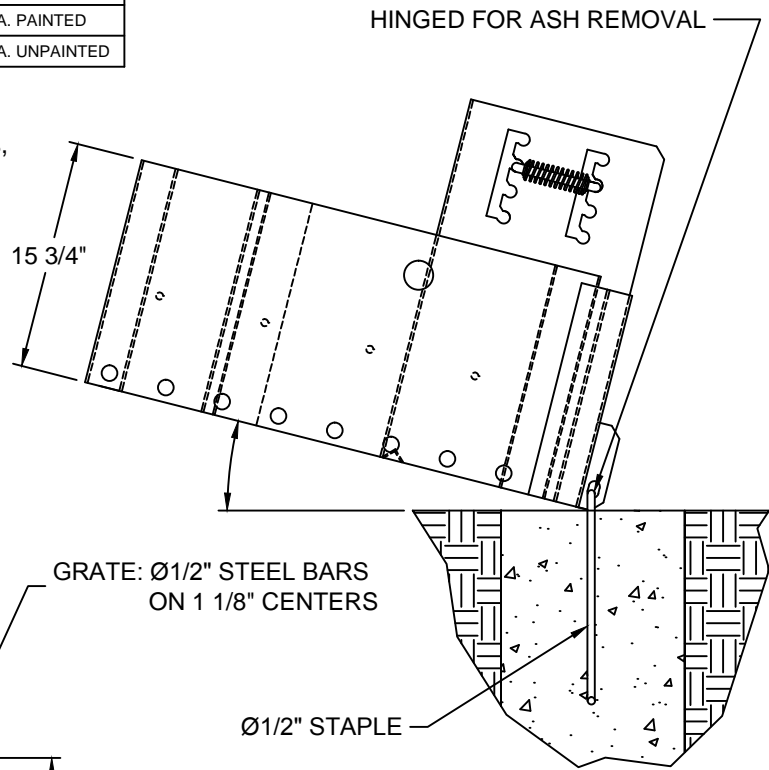 A. PAINTED
A. UNPAINTED
HINGED FOR ASH REMOVAL
,
15 3/4"
GRATE: Ø1/2" STEEL BARS
ON 1 1/8" CENTERS
Ø1/2" STAPLE